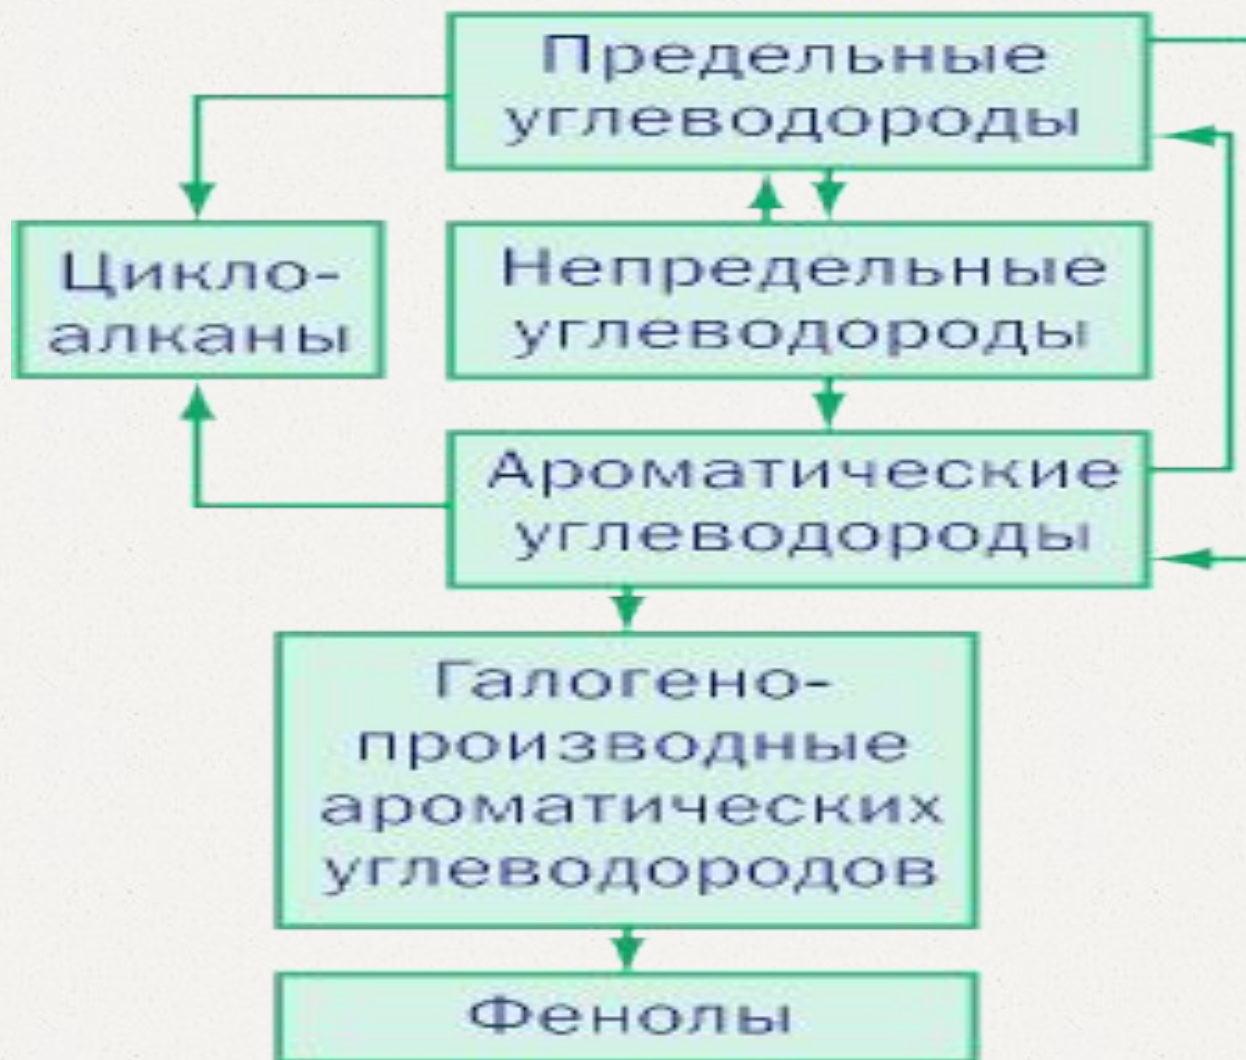 Предельные
углеводороды
Цикло-
алканы
Непредельные
углеводороды
Ароматические
углеводороды
Галогено-
производные
ароматических
углеводородов
Фенолы